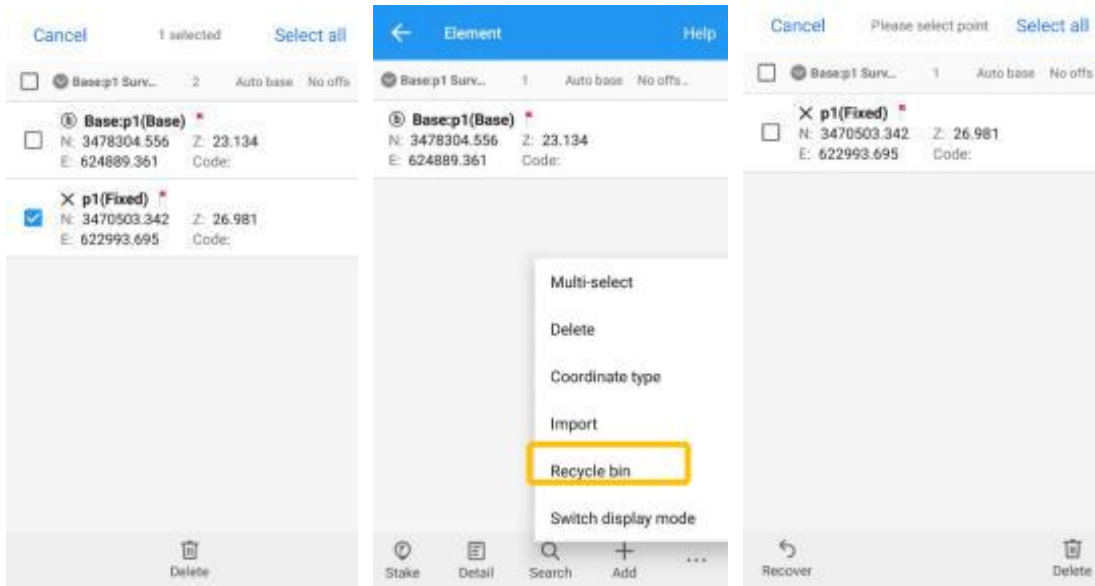 Cancel 1 selected Select all
Base:p1 Surv... 2 Auto base No offs
Base:p1(Base)
N: 3478304.556 Z: 23.134
E: 624889.361 Code:
p1(Fixed)
N: 3470503.342 Z: 26.981
E: 622993.695 Code:
Delete
Element Help
Base:p1 Surv... 1 Auto base No offs...
Base:p1(Base)
N: 3478304.556 Z: 23.134
E: 624889.361 Code:
Multi-select
Delete
Coordinate type
Import
Recycle bin
Switch display mode
Stake Detail Search Add ...
Cancel Please select point Select all
Base:p1 Surv... 1 Auto base No offs
p1(Fixed)
N: 3470503.342 Z: 26.981
E: 622993.695 Code:
Recover Delete